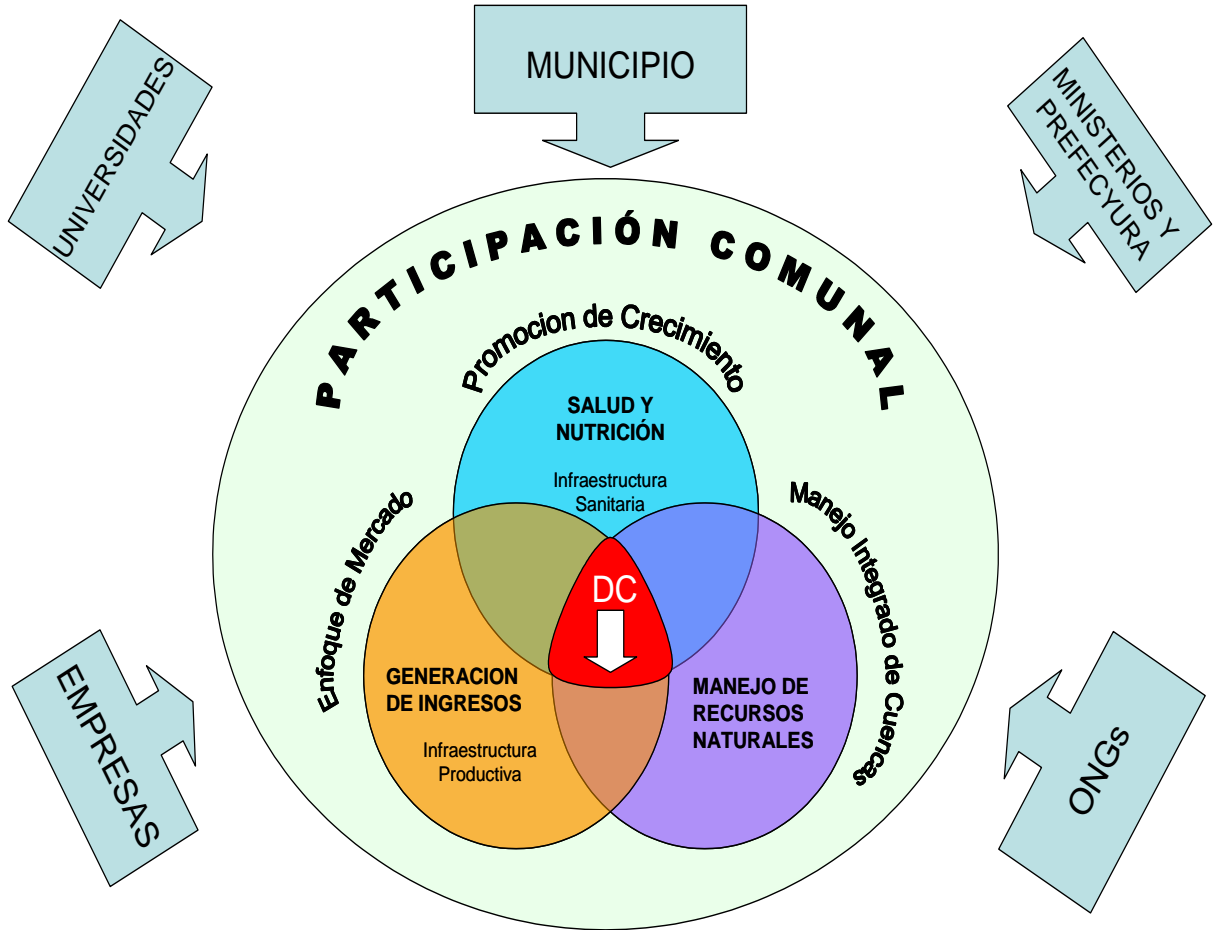 MUNICIPIO
UNIVERSIDADES
MINISTERIOS Y
PREFECYURA
PARTICIPACIÓN COMUNAL
Promocion de Crecimiento
SALUD Y
NUTRICIÓN
Infraestructura
Sanitaria
Enfoque de Mercado
Manejo Integrado de Cuencas
DC
GENERACION
DE INGRESOS
Infraestructura
Productiva
MANEJO DE
RECURSOS
NATURALES
EMPRESAS
ONGs